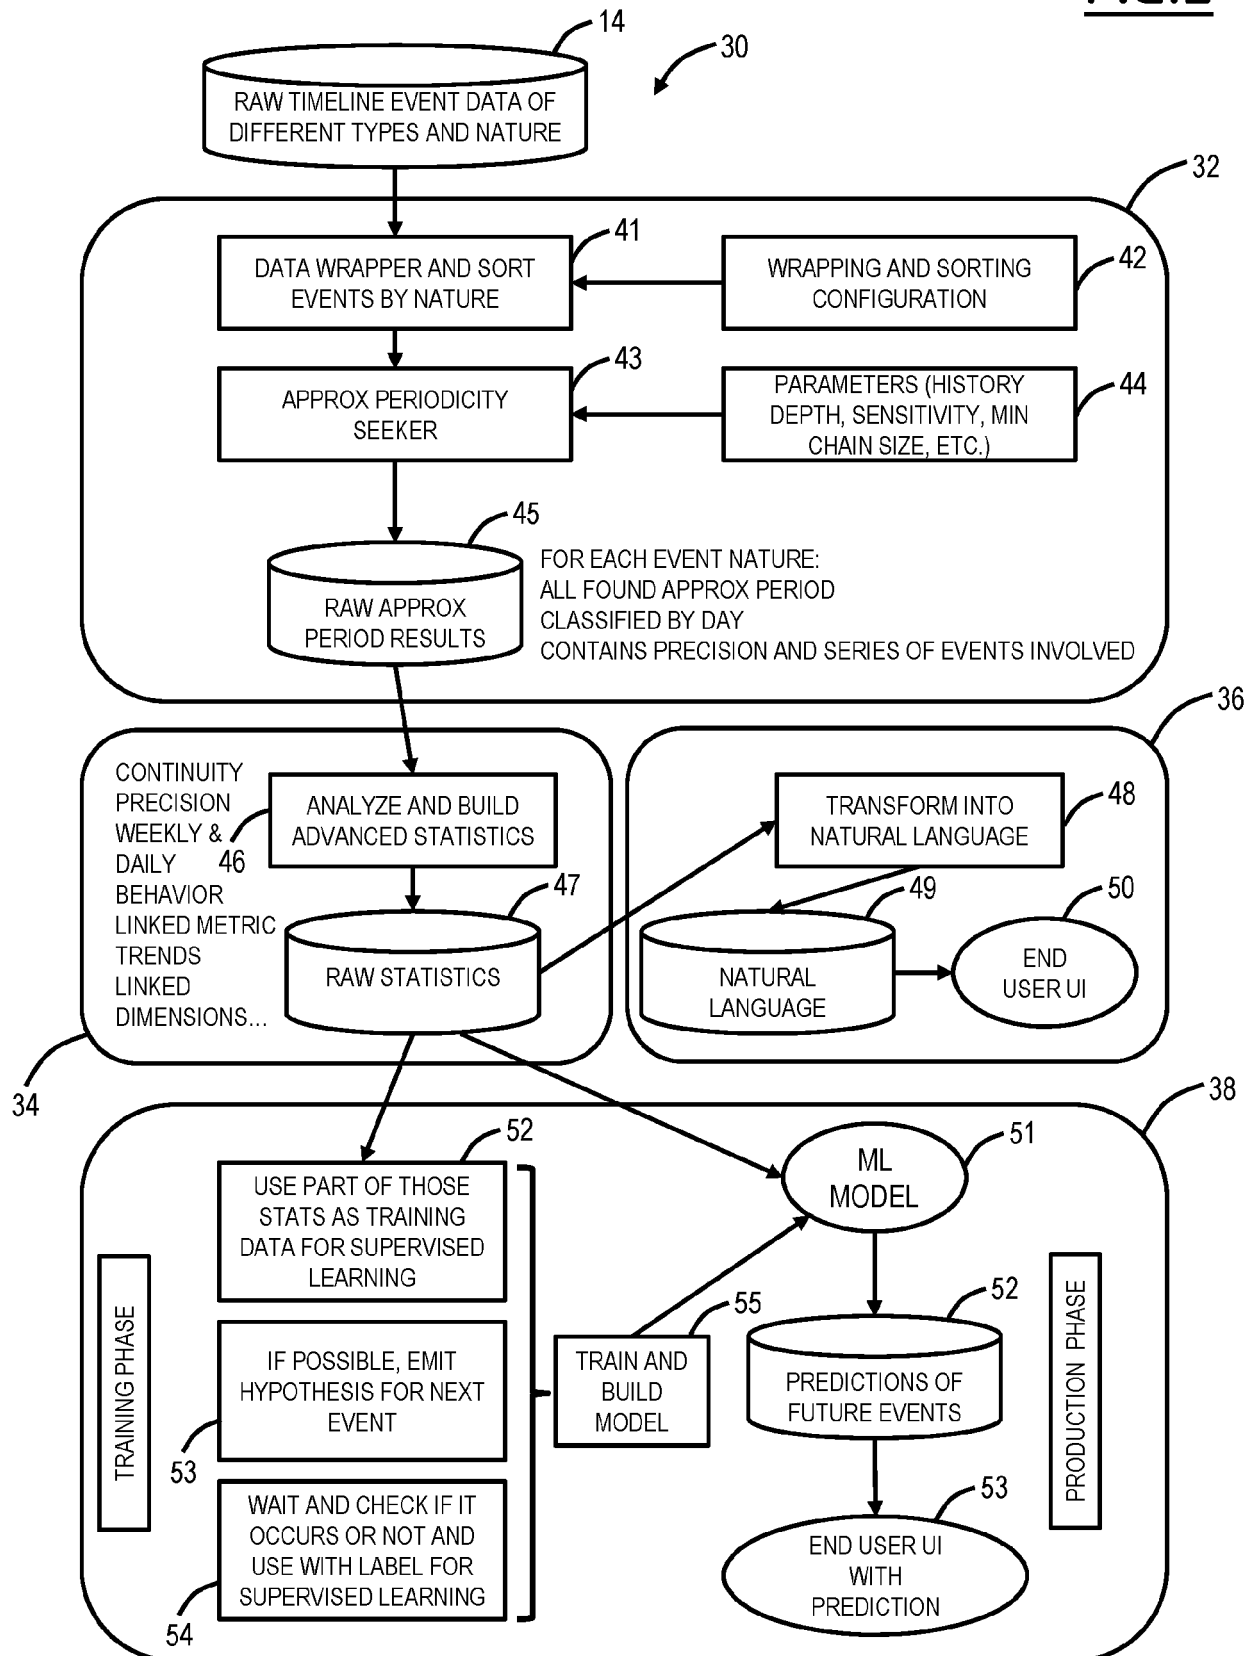 14
30
RAW TIMELINE EVENT DATA OF
DIFFERENT TYPES AND NATURE
32
41
DATA WRAPPER AND SORT
EVENTS BY NATURE
WRAPPING AND SORTING
CONFIGURATION
42
43
APPROX PERIODICITY
SEEKER
PARAMETERS (HISTORY
DEPTH, SENSITIVITY, MIN
CHAIN SIZE, ETC.)
44
45
RAW APPROX
PERIOD RESULTS
FOR EACH EVENT NATURE:
ALL FOUND APPROX PERIOD
CLASSIFIED BY DAY
CONTAINS PRECISION AND SERIES OF EVENTS INVOLVED
36
CONTINUITY
PRECISION
WEEKLY &
DAILY
BEHAVIOR
LINKED METRIC
TRENDS
LINKED
DIMENSIONS...
46
ANALYZE AND BUILD
ADVANCED STATISTICS
47
RAW STATISTICS
34
TRANSFORM INTO
NATURAL LANGUAGE
48
49
NATURAL
LANGUAGE
50
END
USER UI
38
52
USE PART OF THOSE
STATS AS TRAINING
DATA FOR SUPERVISED
LEARNING
TRAINING PHASE
IF POSSIBLE, EMIT
HYPOTHESIS FOR NEXT
EVENT
53
WAIT AND CHECK IF IT
OCCURS OR NOT AND
USE WITH LABEL FOR
SUPERVISED LEARNING
54
55
TRAIN AND
BUILD
MODEL
51
ML
MODEL
52
PREDICTIONS OF
FUTURE EVENTS
PRODUCTION PHASE
53
END USER UI
WITH
PREDICTION